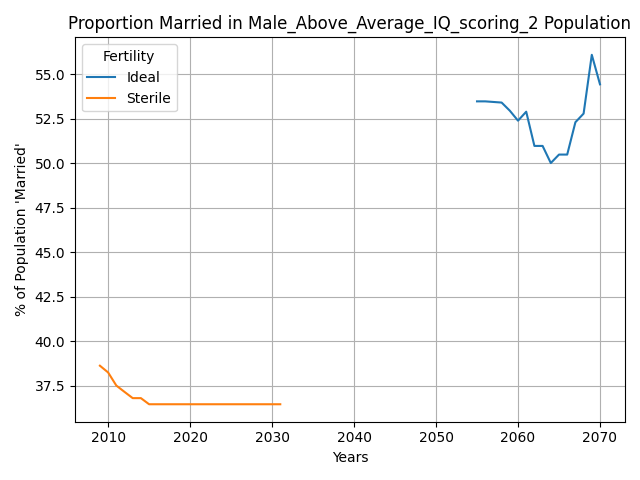 Proportion Married in Male_Above_Average_IQ_scoring_2 Population
Fertility
Ideal
Sterile
% of Population 'Married'
55.0
52.5
50.0
47.5
45.0
42.5
40.0
37.5
2010 2020 2030 2040 2050 2060 2070
Years